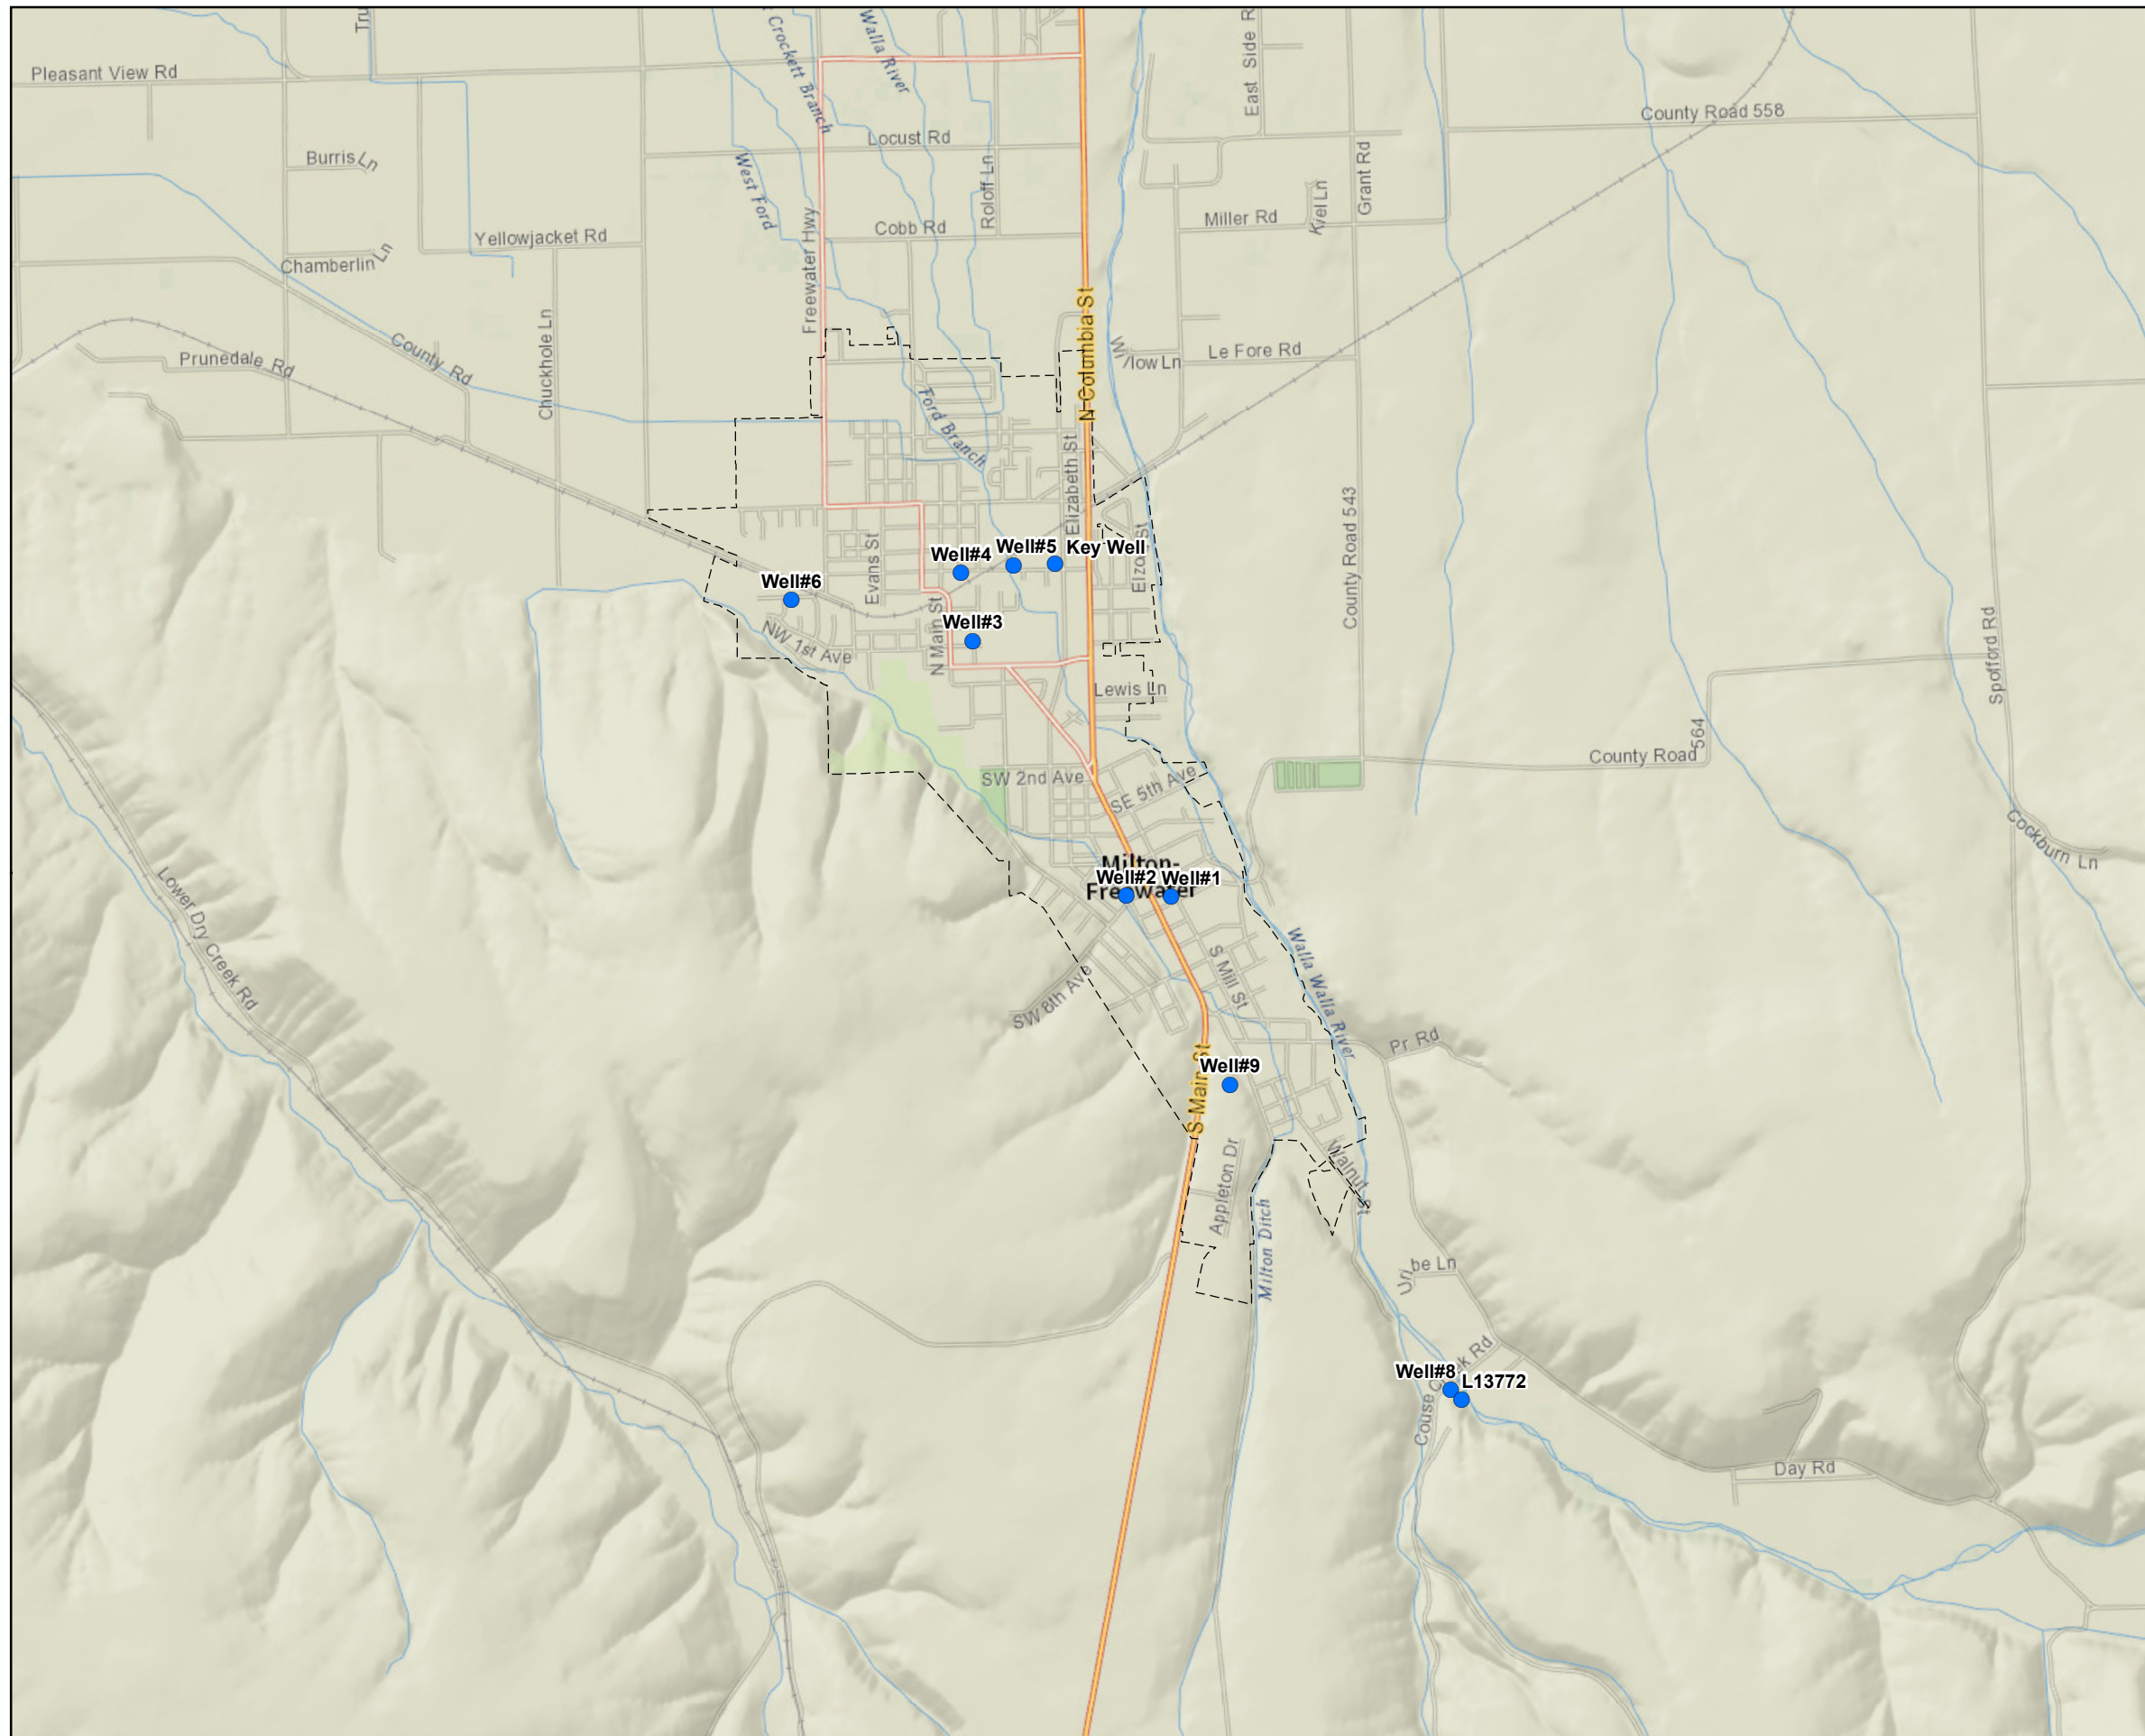 Crockett Branch
Walla River
East Side R
Pleasant View Rd
County Road 558
Locust Rd
Burris Ln
West Ford
Roloff Ln
Grant Rd
Kvel Ln
Miller Rd
Cobb Rd
Yellowjacket Rd
Freewater Hwy
Chamberlin Ln
N Columbia St
Chuckhole Ln
County Rd
Prunedale Rd
Willow Ln
Le Fore Rd
Ford Branch
Elizabeth St
County Road 543
Elzora St
Evans St
Well#4
Well#5
Key Well
Well#6
N Main St
Well#3
NW 1st Ave
Spofford Rd
Lewis Ln
County Road 564
SW 2nd Ave
SE 5th Ave
Cockburn Ln
Milton-
Freewater
Well#2
Well#1
Lower Dry Creek Rd
Walla Walla River
S Mill St
SW 8th Ave
Pr Rd
S Main St
Well#9
Appleton Dr
Walnut St
Milton Ditch
Uribe Ln
Well#8
L13772
Couse Creek Rd
Day Rd